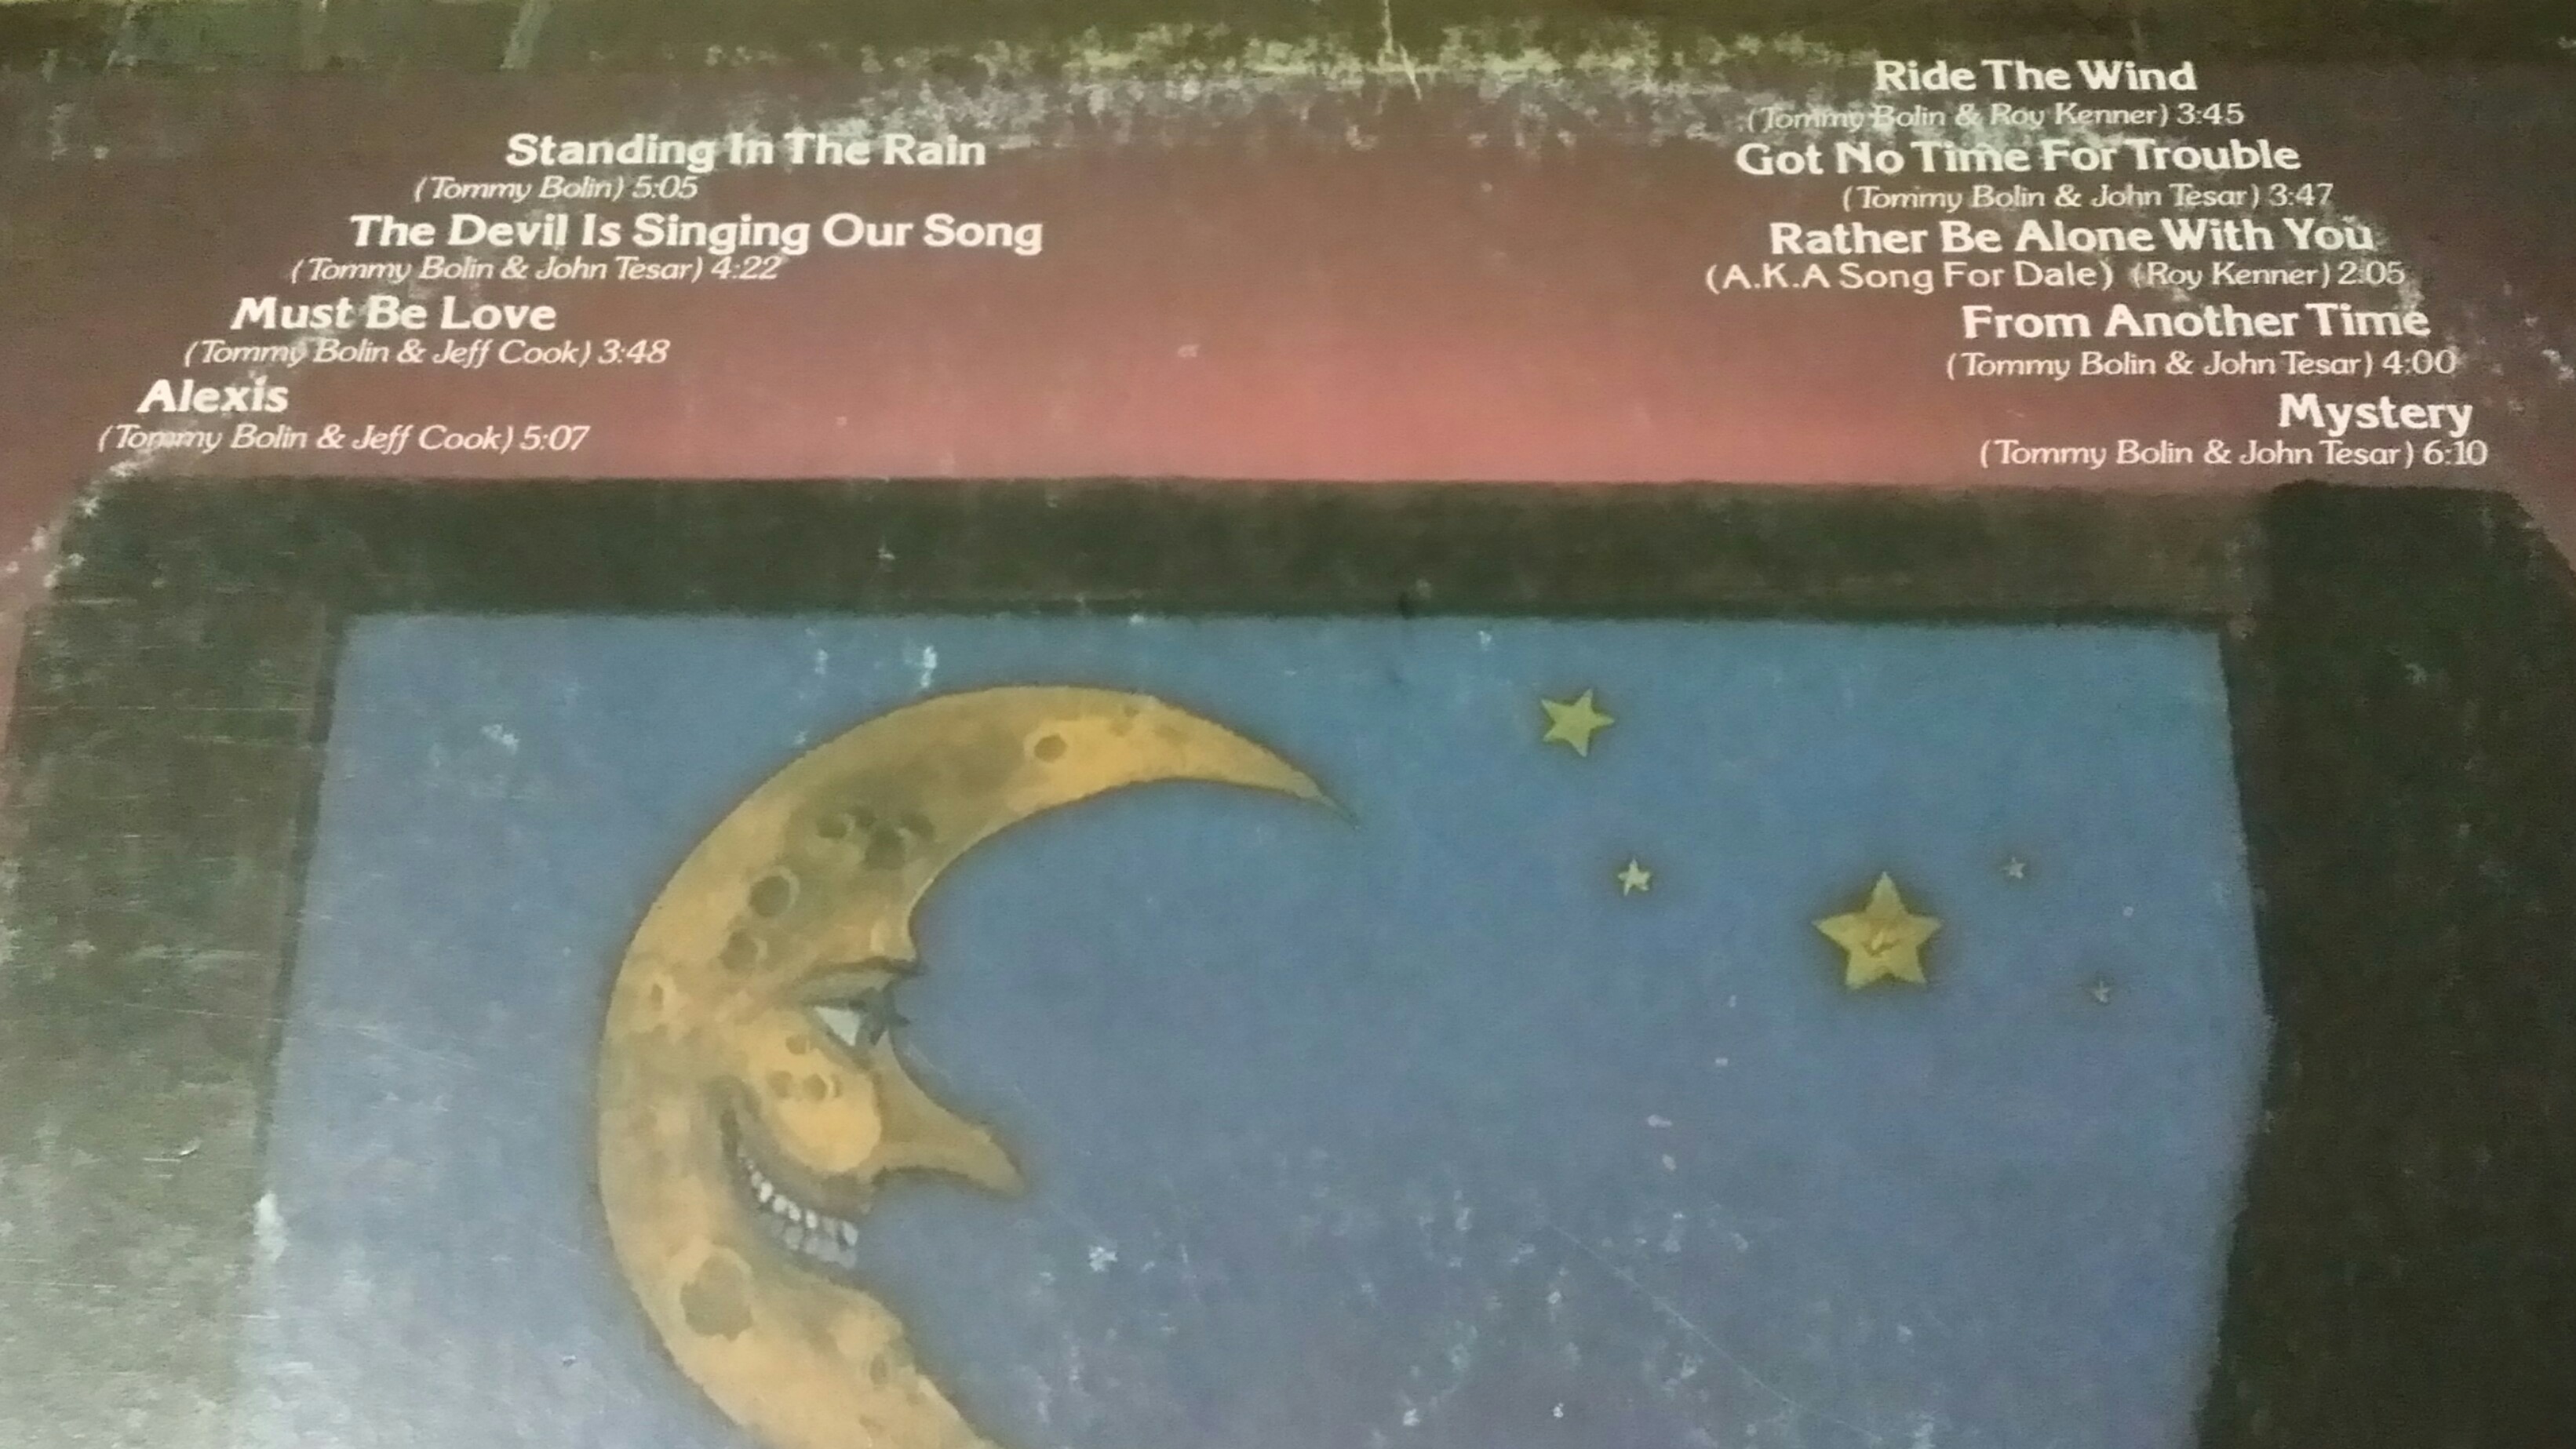 Standing In The Rain
(Tommy Bolin) 5:05
The Devil Is Singing Our Song
(Tommy Bolin & John Tesar) 4:22
Must Be Love
(Tommy Bolin & Jeff Cook) 3:48
Alexis
(Tommy Bolin & Jeff Cook) 5:07
Ride The Wind
(Tommy Bolin & Roy Kenner) 3:45
Got No Time For Trouble
(Tommy Bolin & John Tesar) 3:47
Rather Be Alone With You
(A.K.A Song For Dale) (Roy Kenner) 2:05
From Another Time
(Tommy Bolin & John Tesar) 4:00
Mystery
(Tommy Bolin & John Tesar) 6:10